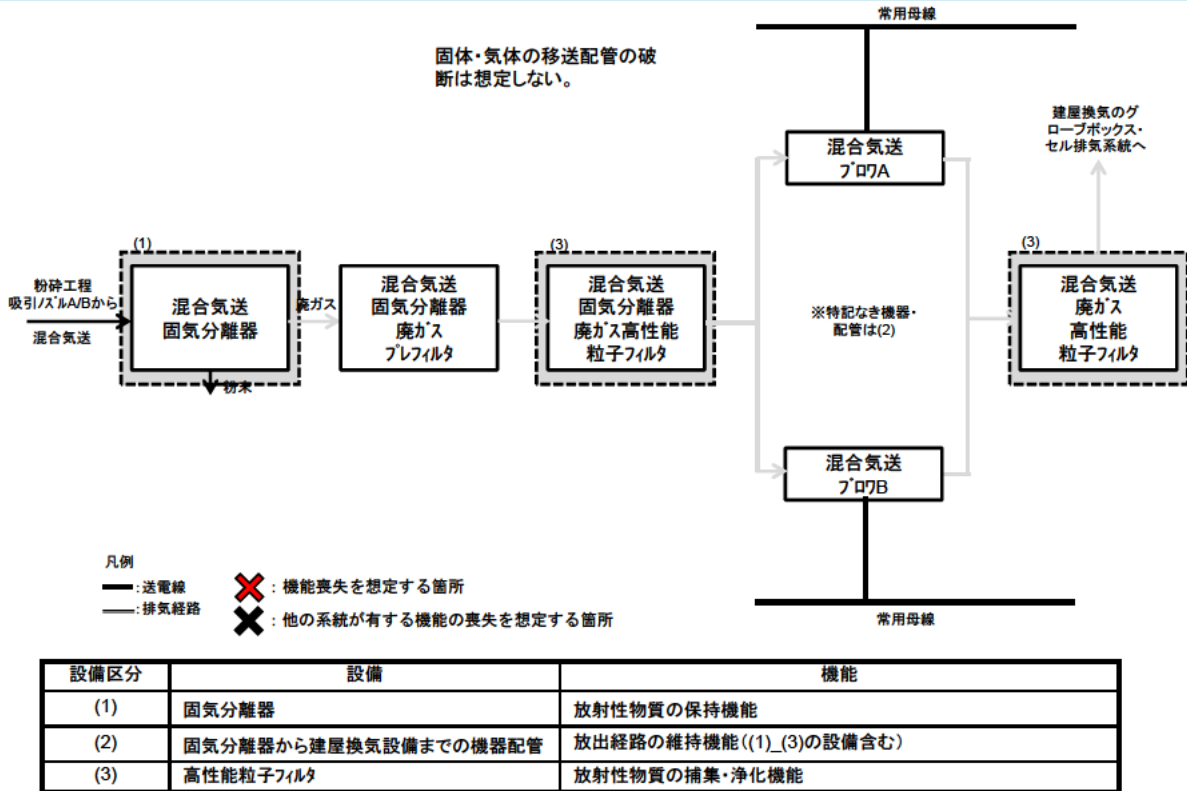 常用母線
固体・気体の移送配管の破
断は想定しない。
混合気送
ブロワA
建屋換気のグ
ローブボックス・
セル排気系統へ
(1)
粉砕工程
吸引ノズルA/Bから
混合気送
混合気送
固気分離器
粉末
廃ガス
混合気送
固気分離器
廃ガス
プレフィルタ
(3)
混合気送
固気分離器
廃ガス高性能
粒子フィルタ
※特記なき機器・
配管は(2)
(3)
混合気送
廃ガス
高性能
粒子フィルタ
混合気送
ブロワB
常用母線
凡例
:送電線
:排気経路
:機能喪失を想定する箇所
:他の系統が有する機能の喪失を想定する箇所
設備区分 設備 機能
(1) 固気分離器 放射性物質の保持機能
(2) 固気分離器から建屋換気設備までの機器配管 放出経路の維持機能((1)_(3)の設備含む)
(3) 高性能粒子フィルタ 放射性物質の捕集・浄化機能